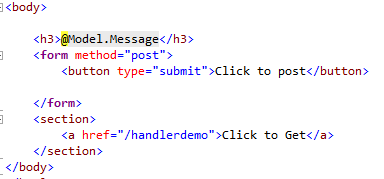 <body>
<h3>@Model.Message</h3>
<form method="post">
<button type="submit">Click to post</button>
</form>
<section>
<a href="/handlerdemo">Click to Get</a>
</section>
</body>